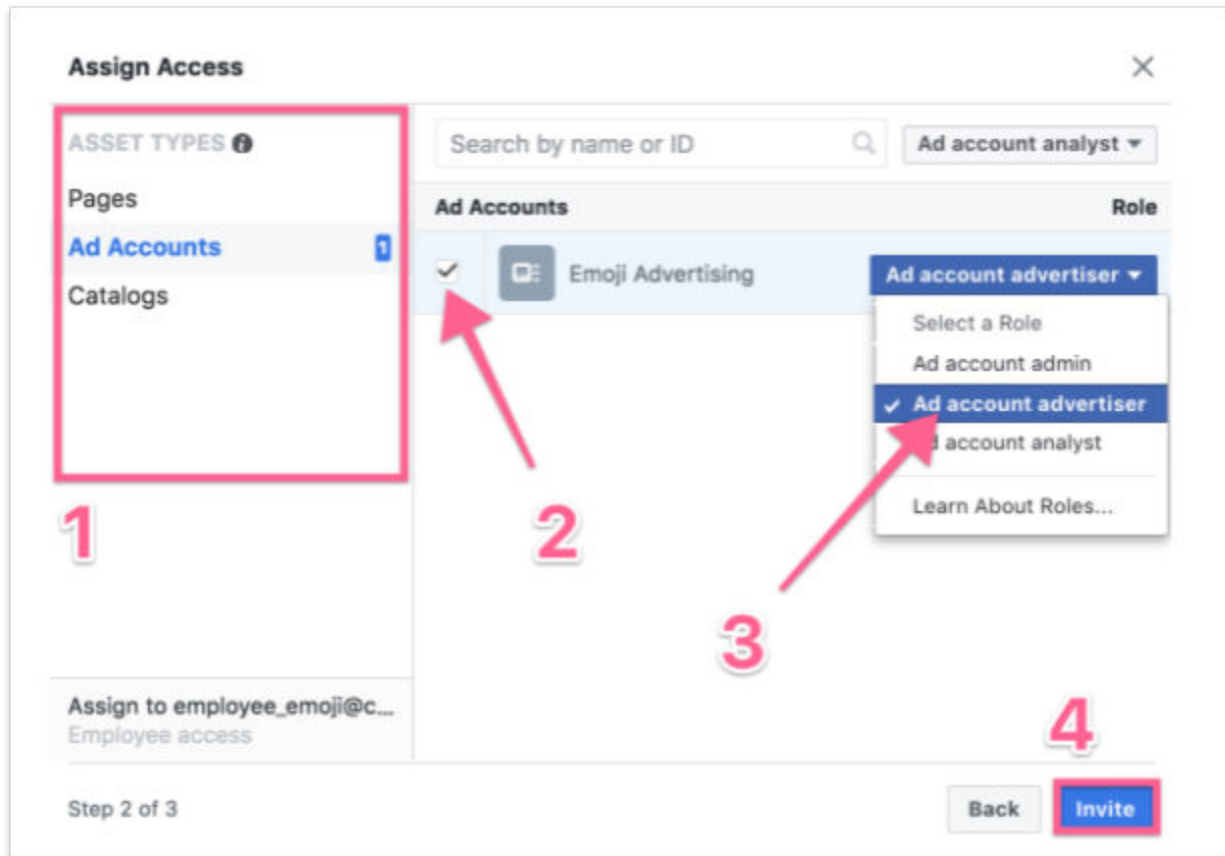 Assign Access
ASSET TYPES
Pages
Ad Accounts 1
Catalogs
1
Search by name or ID
Ad account analyst
Ad Accounts Role
Emoji Advertising
Ad account advertiser
Select a Role
Ad account admin
Ad account advertiser
account analyst
Learn About Roles...
2
3
Assign to employee_emoji@c...
Employee access
4
Step 2 of 3
Back
Invite